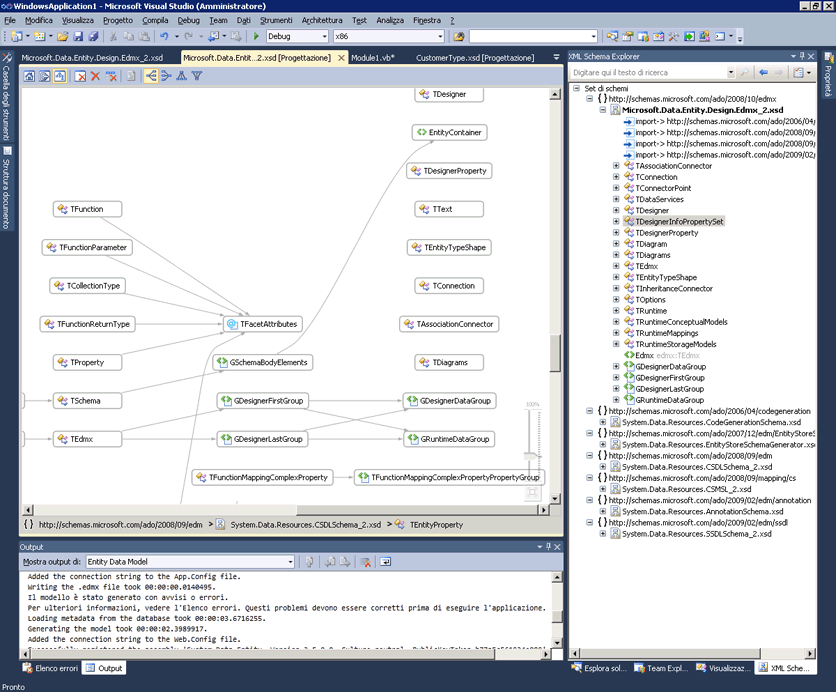 WindowsApplication1 - Microsoft Visual Studio (Amministratore)
File Modifica Visualizza Progetto Compila Debug Team Dati Strumenti Architettura Test Analizza Finestra ?
Debug x86
Microsoft.Data.Entity.Design.Edmx_2.xsd Microsoft.Data.Entit...2.xsd [Progettazione] Module1.vb* CustomerType.xsd [Progettazione]
Casella degli strumenti
Struttura documento
TDesigner
EntityContainer
TDesignerProperty
TFunction
TText
TFunctionParameter
TEntityTypeShape
TCollectionType
TConnection
TFunctionReturnType
TFacetAttributes
TAssociationConnector
TProperty
GSchemaBodyElements
TDiagrams
TSchema
GDesignerFirstGroup
GDesignerDataGroup
TEdmx
GDesignerLastGroup
GRuntimeDataGroup
TFunctionMappingComplexProperty
TFunctionMappingComplexPropertyPropertyGroup
100%
{ } http://schemas.microsoft.com/ado/2008/09/edm > System.Data.Resources.CSDLSchema_2.xsd > TEntityProperty
Output
Mostra output di: Entity Data Model
Added the connection string to the App.Config file.
Writing the .edmx file took 00:00:00.0140495.
Il modello è stato generato con avvisi o errori.
Per ulteriori informazioni, vedere l'Elenco errori. Questi problemi devono essere corretti prima di eseguire l'applicazione.
Loading metadata from the database took 00:00:03.6716255.
Generating the model took 00:00:02.3989917.
Added the connection string to the Web.Config file.
Elenco errori Output
Pronto
XML Schema Explorer
Digitare qui il testo di ricerca
Set di schemi
{ } http://schemas.microsoft.com/ado/2008/10/edmx
Microsoft.Data.Entity.Design.Edmx_2.xsd
import-> http://schemas.microsoft.com/ado/2006/04/
import-> http://schemas.microsoft.com/ado/2008/09/
import-> http://schemas.microsoft.com/ado/2008/09/
import-> http://schemas.microsoft.com/ado/2009/02/
TAssociationConnector
TConnection
TConnectorPoint
TDataServices
TDesigner
TDesignerInfoPropertySet
TDesignerProperty
TDiagram
TDiagrams
TEdmx
TEntityTypeShape
TInheritanceConnector
TOptions
TRuntime
TRuntimeConceptualModels
TRuntimeMappings
TRuntimeStorageModels
Edmx edmx:TEdmx
GDesignerDataGroup
GDesignerFirstGroup
GDesignerLastGroup
GRuntimeDataGroup
{ } http://schemas.microsoft.com/ado/2006/04/codegeneration
System.Data.Resources.CodeGenerationSchema.xsd
{ } http://schemas.microsoft.com/ado/2007/12/edm/EntityStoreS
System.Data.Resources.EntityStoreSchemaGenerator.xs
{ } http://schemas.microsoft.com/ado/2008/09/edm
System.Data.Resources.CSDLSchema_2.xsd
{ } http://schemas.microsoft.com/ado/2008/09/mapping/cs
System.Data.Resources.CSMSL_2.xsd
{ } http://schemas.microsoft.com/ado/2009/02/edm/annotation
System.Data.Resources.AnnotationSchema.xsd
{ } http://schemas.microsoft.com/ado/2009/02/edm/ssdl
System.Data.Resources.SSDLSchema_2.xsd
Esplora sol... Team Expl... Visualizzaz... XML Sche...
Proprietà